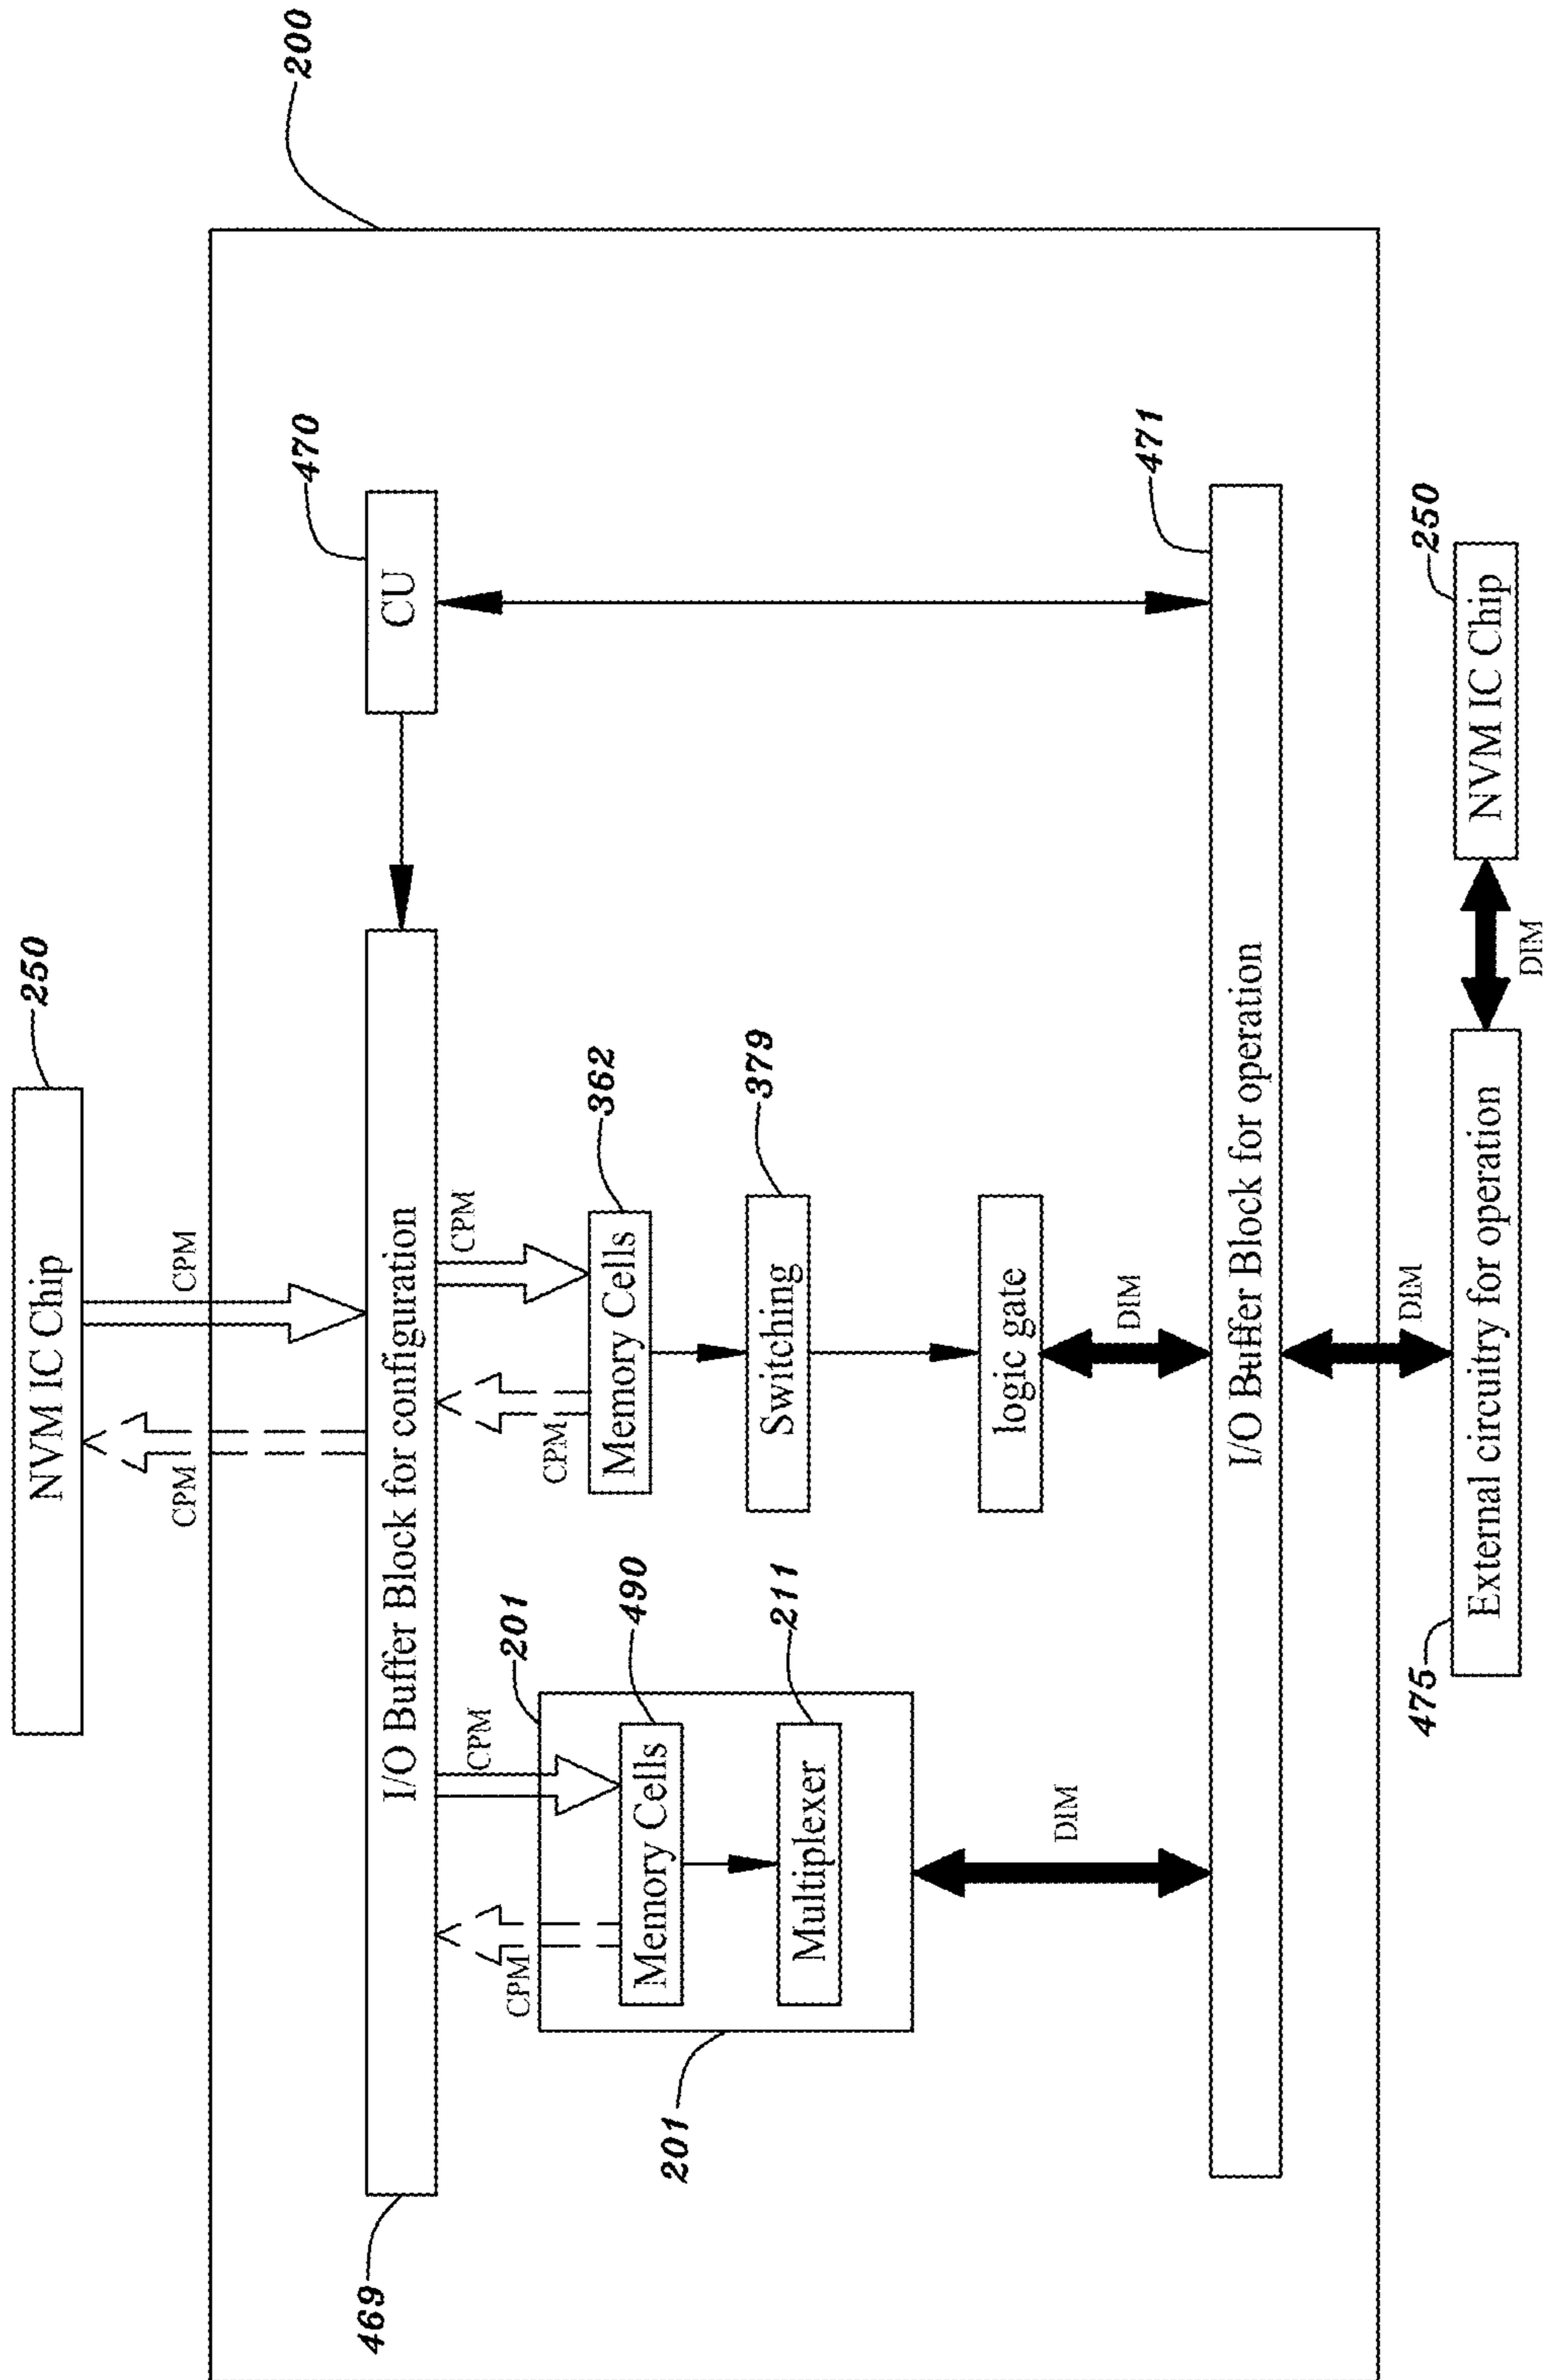 200
250
NVM IC Chip
CPM
CPM
470
CU
I/O Buffer Block for configuration
469
CPM
CPM
362
Memory Cells
379
Switching
logic gate
DIM
201
CPM
CPM
490
Memory Cells
211
Multiplexer
201
DIM
471
I/O Buffer Block for operation
DIM
475
External circuitry for operation
DIM
250
NVM IC Chip